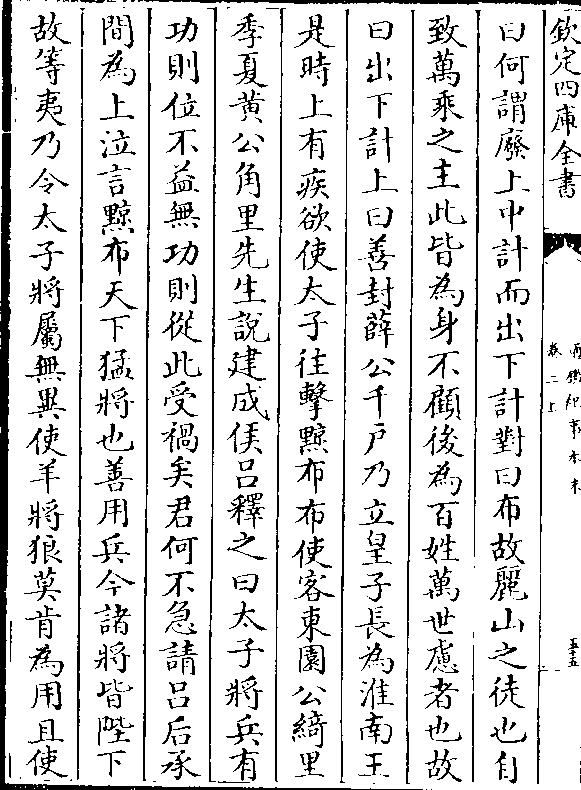 欽定四庫全書
兩漢紀事本末
卷二上
曰何謂廢上中計而出下計對曰布故麗山之徒也自
致萬乘之主此皆為身不顧後為百姓萬世慮者也故
曰出下計上曰善封薛公千戶乃立皇子長為淮南王
是時上有疾欲使太子往擊黥布布使客東園公綺里
季夏黃公角里先生說建成侯呂釋之曰太子將兵有
功則位不益無功則從此受禍矣君何不急請呂后承
間為上泣言黥布天下猛將也善用兵今諸將皆陛下
故等夷乃令太子將屬無異使羊將狼莫肯為用且使